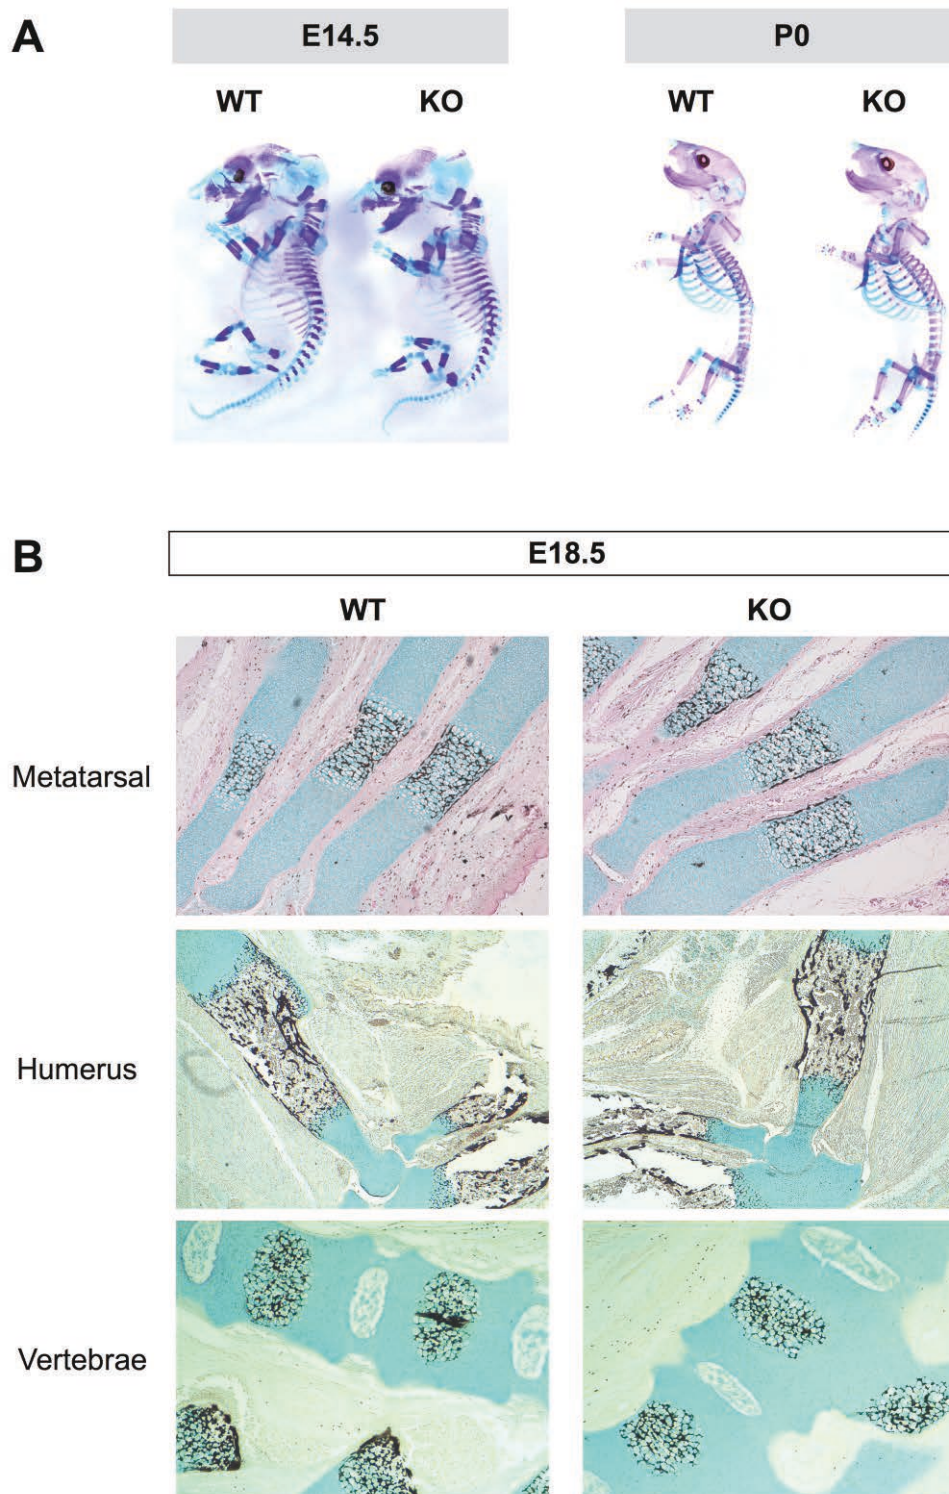 A
E14.5
P0
WT
KO
WT
KO
B
E18.5
WT
KO
Metatarsal
Humerus
Vertebrae